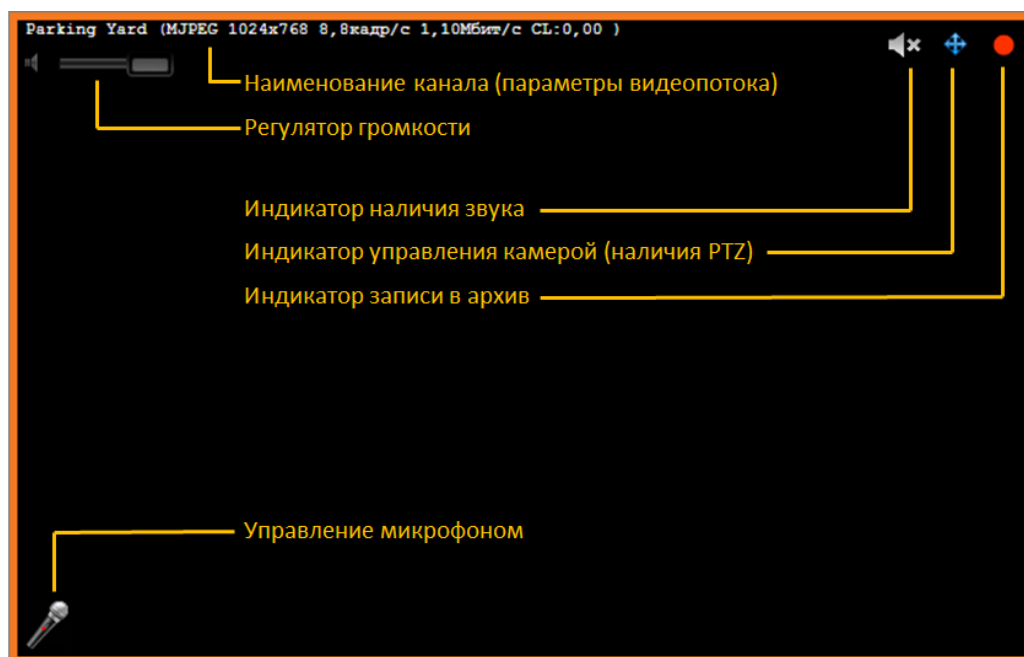 Parking Yard (MJPEG 1024x768 8,8кадр/с 1,10Мбит/с CL:0,00 )
Наименование канала (параметры видеопотока)
Регулятор громкости
Индикатор наличия звука
Индикатор управления камерой (наличия PTZ)
Индикатор записи в архив
Управление микрофоном